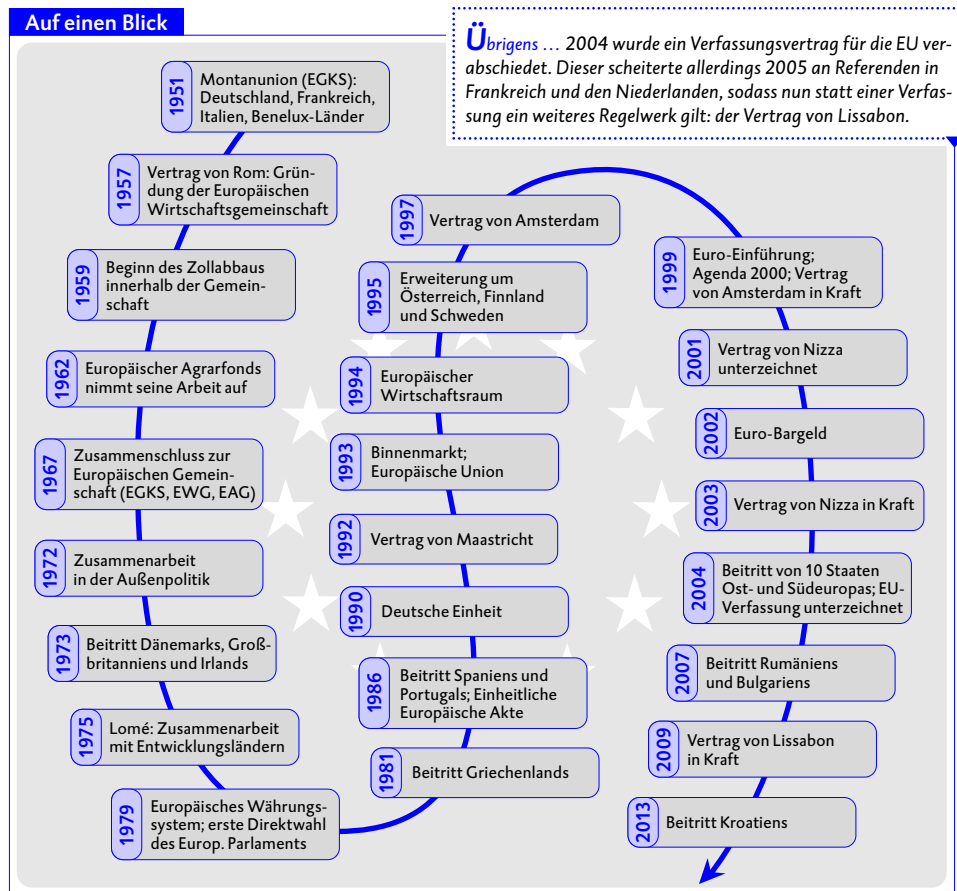 Auf einen Blick
Übrigens … 2004 wurde ein Verfassungsvertrag für die EU ver-
abschiedet. Dieser scheiterte allerdings 2005 an Referenden in
Frankreich und den Niederlanden, sodass nun statt einer Verfas-
sung ein weiteres Regelwerk gilt: der Vertrag von Lissabon.
1951
Montanunion (EGKS):
Deutschland, Frankreich,
Italien, Benelux-Länder
1957
Vertrag von Rom: Grün-
dung der Europäischen
Wirtschaftsgemeinschaft
1959
Beginn des Zollabbaus
innerhalb der Gemein-
schaft
1962
Europäischer Agrarfonds
nimmt seine Arbeit auf
1967
Zusammenschluss zur
Europäischen Gemein-
schaft (EGKS, EWG, EAG)
1972
Zusammenarbeit
in der Außenpolitik
1973
Beitritt Dänemarks, Groß-
britanniens und Irlands
1975
Lomé: Zusammenarbeit
mit Entwicklungsländern
1979
Europäisches Währungs-
system; erste Direktwahl
des Europ. Parlaments
1981
Beitritt Griechenlands
1986
Beitritt Spaniens und
Portugals; Einheitliche
Europäische Akte
1990
Deutsche Einheit
1992
Vertrag von Maastricht
1993
Binnenmarkt;
Europäische Union
1994
Europäischer
Wirtschaftsraum
1995
Erweiterung um
Österreich, Finnland
und Schweden
1997
Vertrag von Amsterdam
1999
Euro-Einführung;
Agenda 2000; Vertrag
von Amsterdam in Kraft
2001
Vertrag von Nizza
unterzeichnet
2002
Euro-Bargeld
2003
Vertrag von Nizza in Kraft
2004
Beitritt von 10 Staaten
Ost- und Südeuropas; EU-
Verfassung unterzeichnet
2007
Beitritt Rumäniens
und Bulgariens
2009
Vertrag von Lissabon
in Kraft
2013
Beitritt Kroatiens